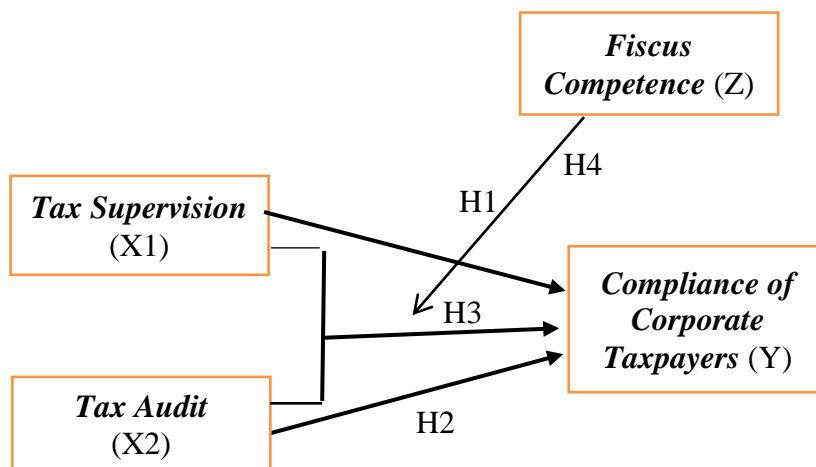 Fiscus
Competence (Z)
H4
H1
Tax Supervision
(X1)
Compliance of
Corporate
Taxpayers (Y)
H3
Tax Audit
(X2)
H2